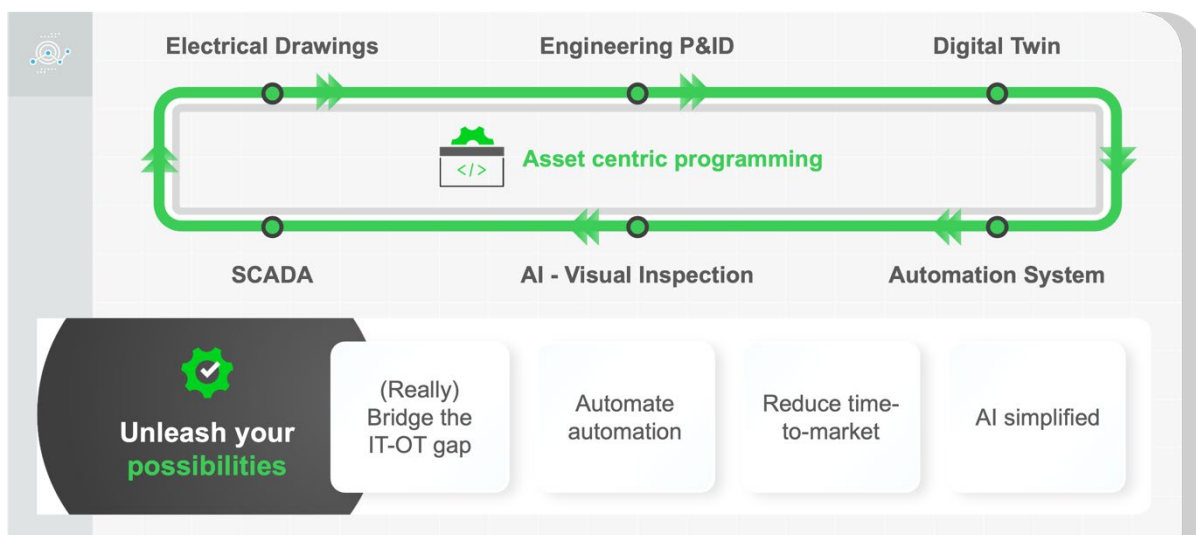 Electrical Drawings
Engineering P&ID
Digital Twin
</>
Asset centric programming
SCADA
AI - Visual Inspection
Automation System
Unleash your
possibilities
(Really)
Bridge the
IT-OT gap
Automate
automation
Reduce time-
to-market
AI simplified